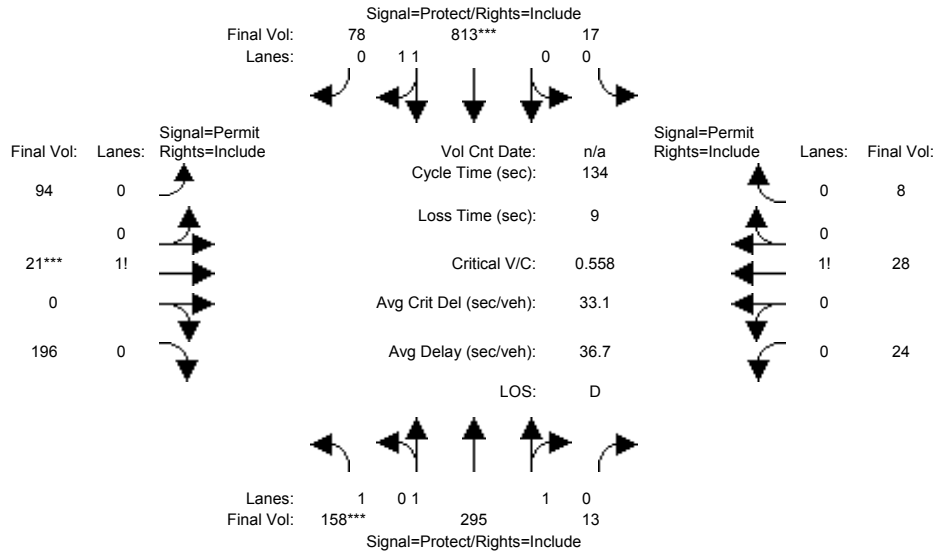 Signal=Protect/Rights=Include
Final Vol: 78 813*** 17
Lanes: 0 1 1 0 0
Signal=Permit Signal=Permit
Final Vol: Lanes: Rights=Include Vol Cnt Date: n/a Rights=Include Lanes: Final Vol:
Cycle Time (sec): 134
94 0 0 8
Loss Time (sec): 9
0 0
21*** 1! Critical V/C: 0.558 1! 28
0 0 Avg Crit Del (sec/veh): 33.1 0
196 0 Avg Delay (sec/veh): 36.7 0 24
LOS: D
Lanes: 1 0 1 1 0
Final Vol: 158*** 295 13
Signal=Protect/Rights=Include